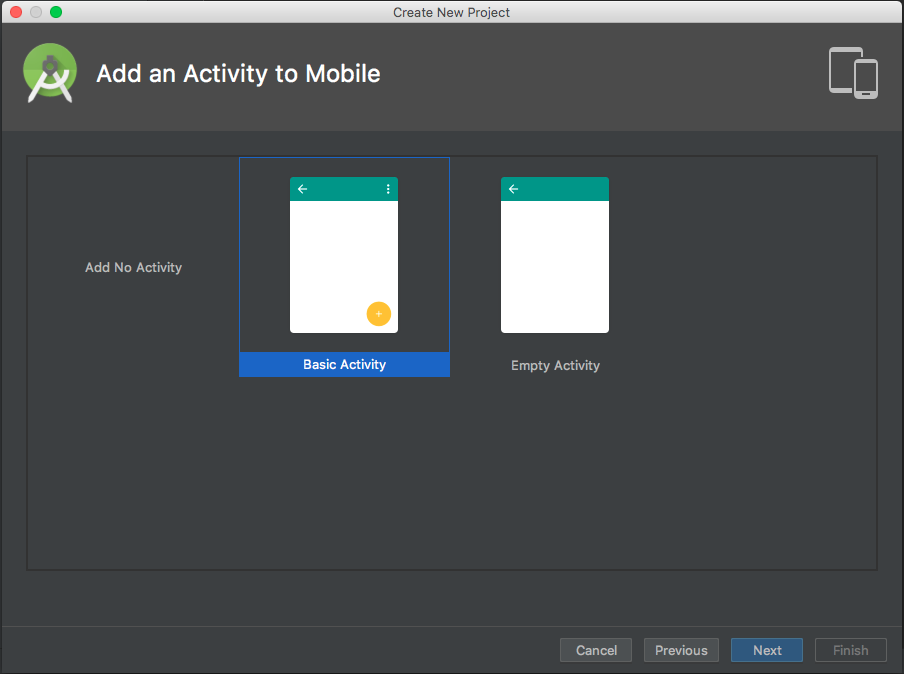 Create New Project
Add an Activity to Mobile
Add No Activity
Basic Activity
Empty Activity
Cancel
Previous
Next
Finish